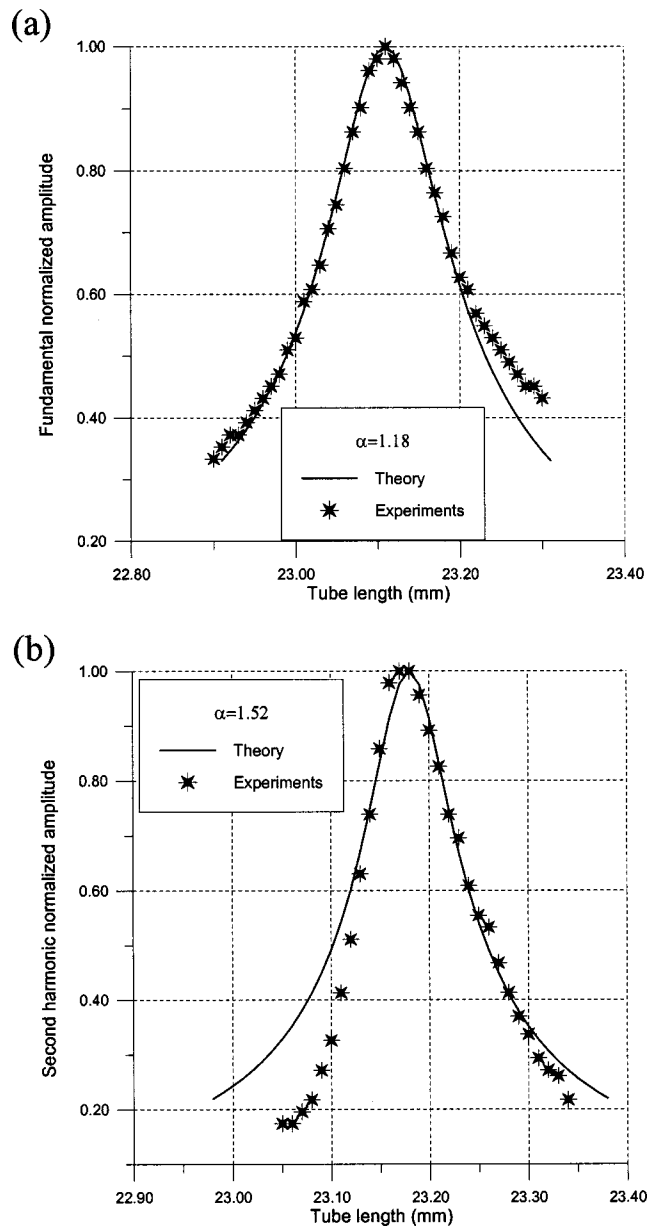 (a)
1.00
0.80
0.60
0.40
0.20
Fundamental normalized amplitude
α=1.18
Theory
Experiments
22.80
23.00
23.20
23.40
Tube length (mm)
(b)
1.00
0.80
0.60
0.40
0.20
Second harmonic normalized amplitude
α=1.52
Theory
Experiments
22.90
23.00
23.10
23.20
23.30
23.40
Tube length (mm)